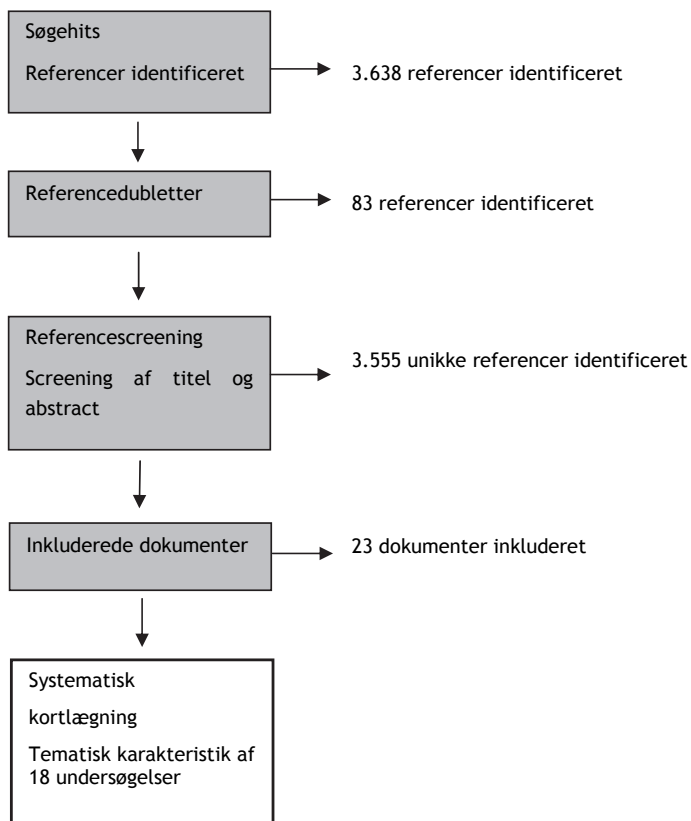 Søgehits
Referencer identificeret
3.638 referencer identificeret
Referencedubletter
83 referencer identificeret
Referencescreening
Screening af titel og
abstract
3.555 unikke referencer identificeret
Inkluderede dokumenter
23 dokumenter inkluderet
Systematisk
kortlægning
Tematisk karakteristik af
18 undersøgelser